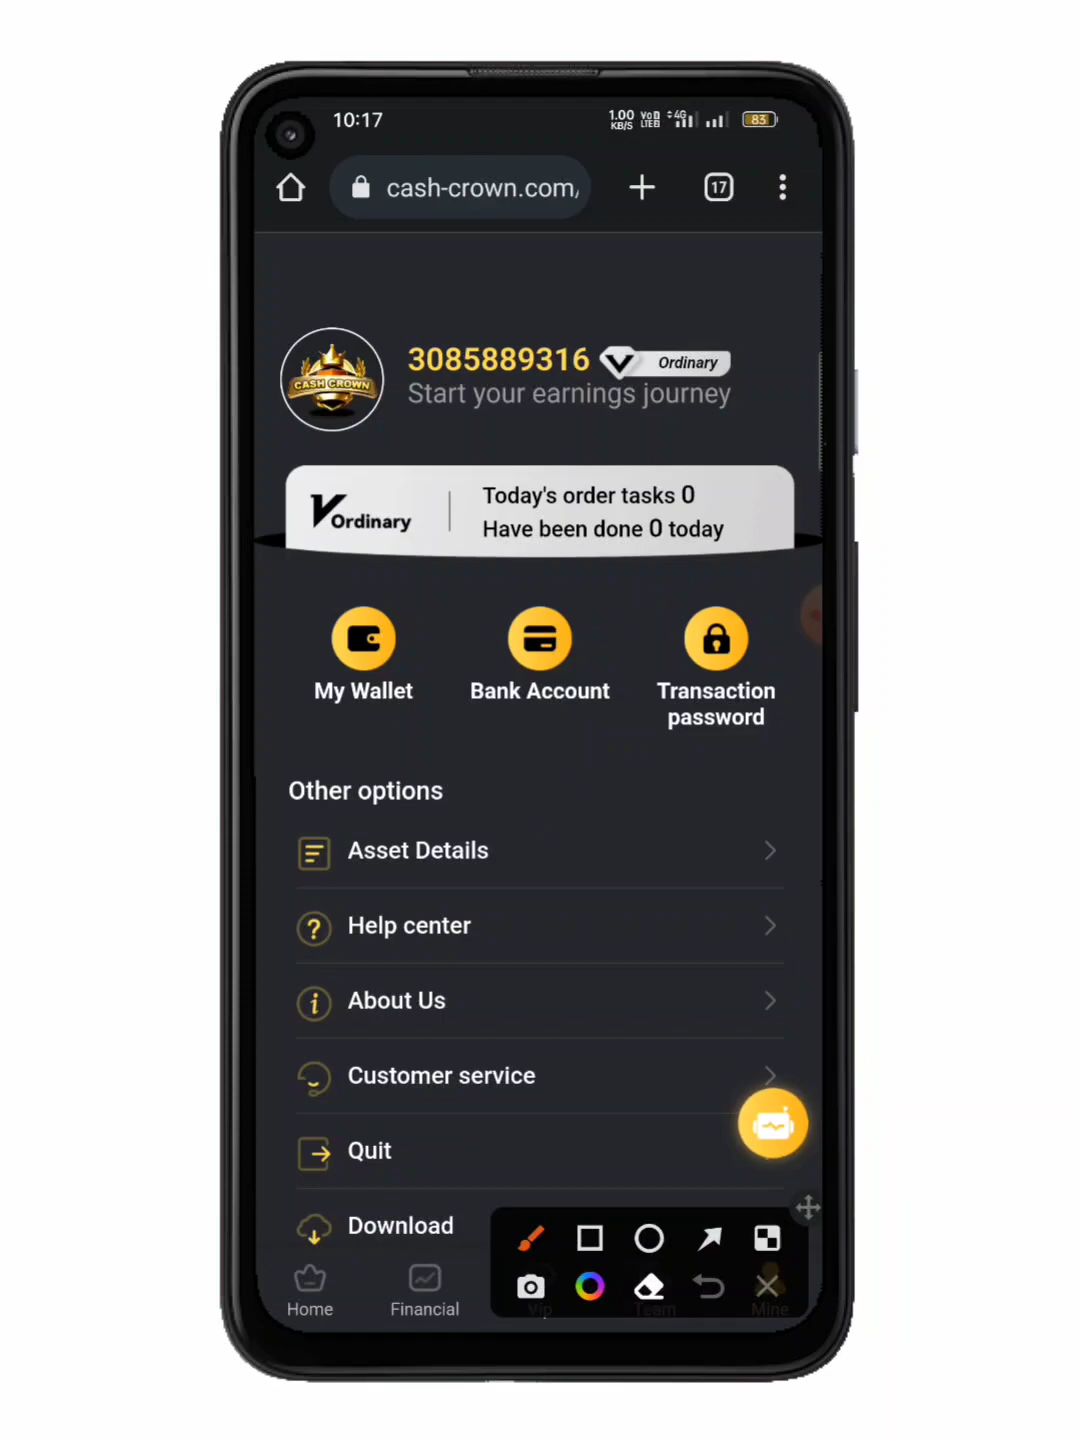 10:17
1.00 KB/S
VoD LTEB
4G
83
cash-crown.com/
17
CASH CROWN
3085889316
Ordinary
Start your earnings journey
Ordinary
Today's order tasks 0
Have been done 0 today
My Wallet
Bank Account
Transaction
password
Other options
Asset Details
Help center
About Us
Customer service
Quit
Download
Home
Financial
Vip
Team
Mine